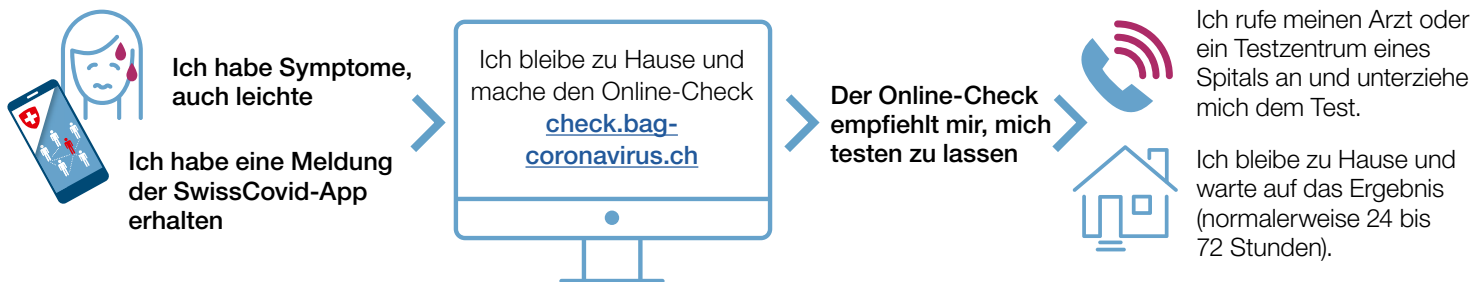 Ich habe Symptome,
auch leichte
Ich habe eine Meldung
der SwissCovid-App
erhalten
Ich bleibe zu Hause und
mache den Online-Check
check.bag-
coronavirus.ch
Der Online-Check
empfiehlt mir, mich
testen zu lassen
Ich rufe meinen Arzt oder
ein Testzentrum eines
Spitals an und unterziehe
mich dem Test.
Ich bleibe zu Hause und
warte auf das Ergebnis
(normalerweise 24 bis
72 Stunden).